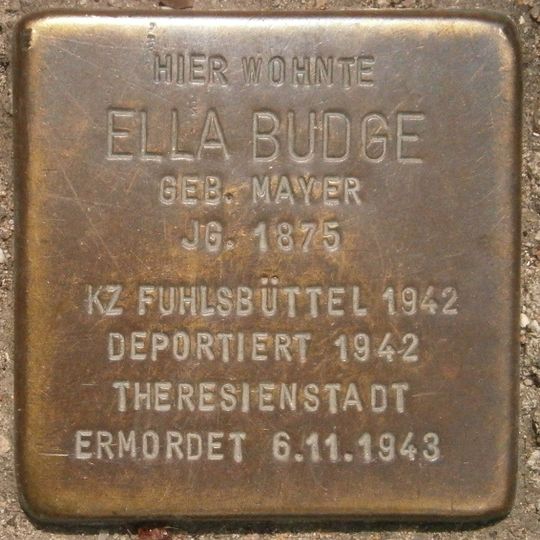 HIER WOHNTE
ELLA BUDGE
GEB. MAYER
JG. 1875
KZ FUHLSBÜTTEL 1942
DEPORTIERT 1942
THERESIENSTADT
ERMORDET 6.11.1943